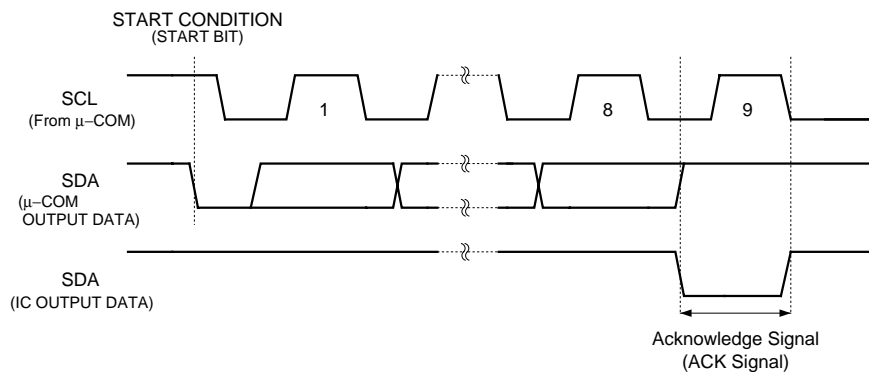 START CONDITION
(START BIT)
SCL
(From μ−COM)
1
8
9
SDA
(μ−COM
OUTPUT DATA)
SDA
(IC OUTPUT DATA)
Acknowledge Signal
(ACK Signal)